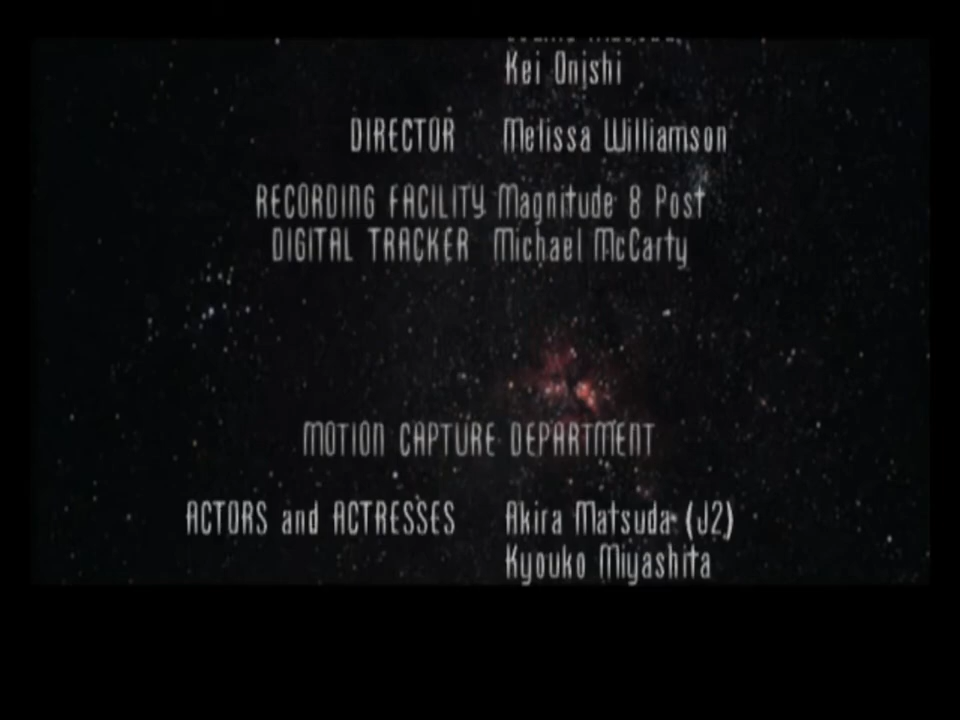 Kei Onishi
DIRECTOR Melissa Williamson
RECORDING FACILITY Magnitude 8 Post
DIGITAL TRACKER Michael McCarty
MOTION CAPTURE DEPARTMENT
ACTORS and ACTRESSES Akira Matsuda (J2)
Kyouko Miyashita